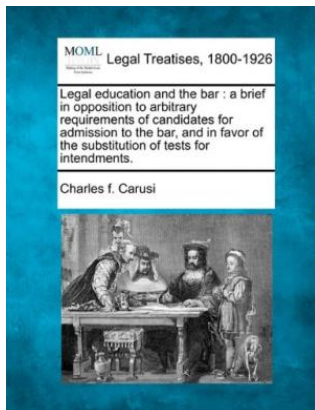 MOML Legal Treatises, 1800-1926
Legal education and the bar : a brief
in opposition to arbitrary
requirements of candidates for
admission to the bar, and in favor of
the substitution of tests for
intendments.
Charles f. Carusi